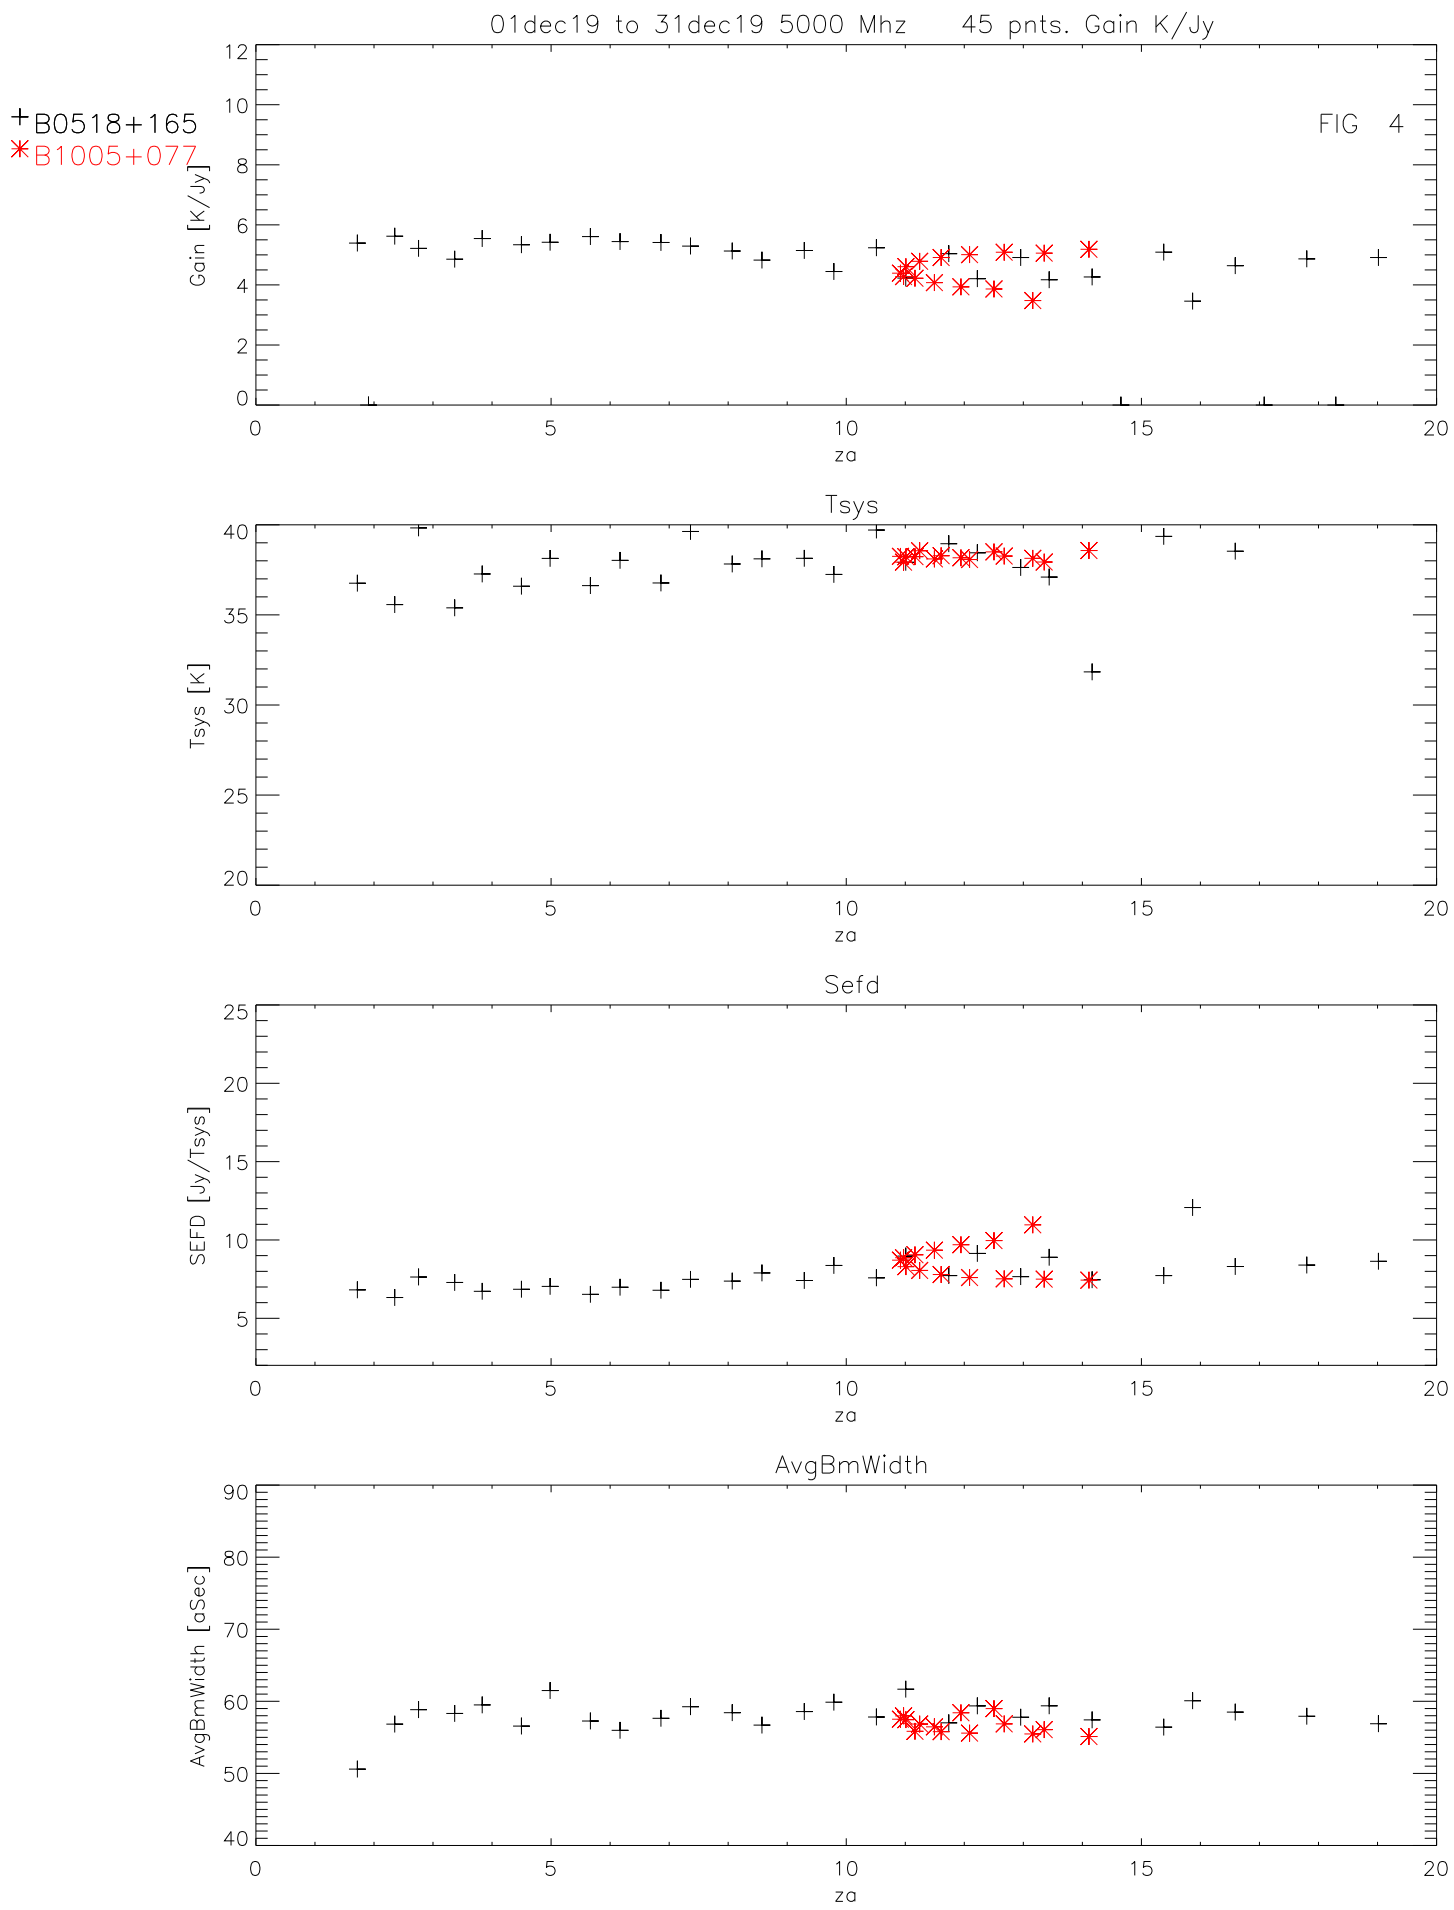 01dec19 to 31dec19 5000 Mhz 45 pnts. Gain K/Jy
+ B0518+165
* B1005+077
FIG 4
Gain [K/Jy]
12
10
8
6
4
2
0
0 5 10 15 20
za
Tsys
Tsys [K]
40
35
30
25
20
0 5 10 15 20
za
Sefd
SEFD [Jy/Tsys]
25
20
15
10
5
0 5 10 15 20
za
AvgBmWidth
AvgBmWidth [aSec]
90
80
70
60
50
40
0 5 10 15 20
za